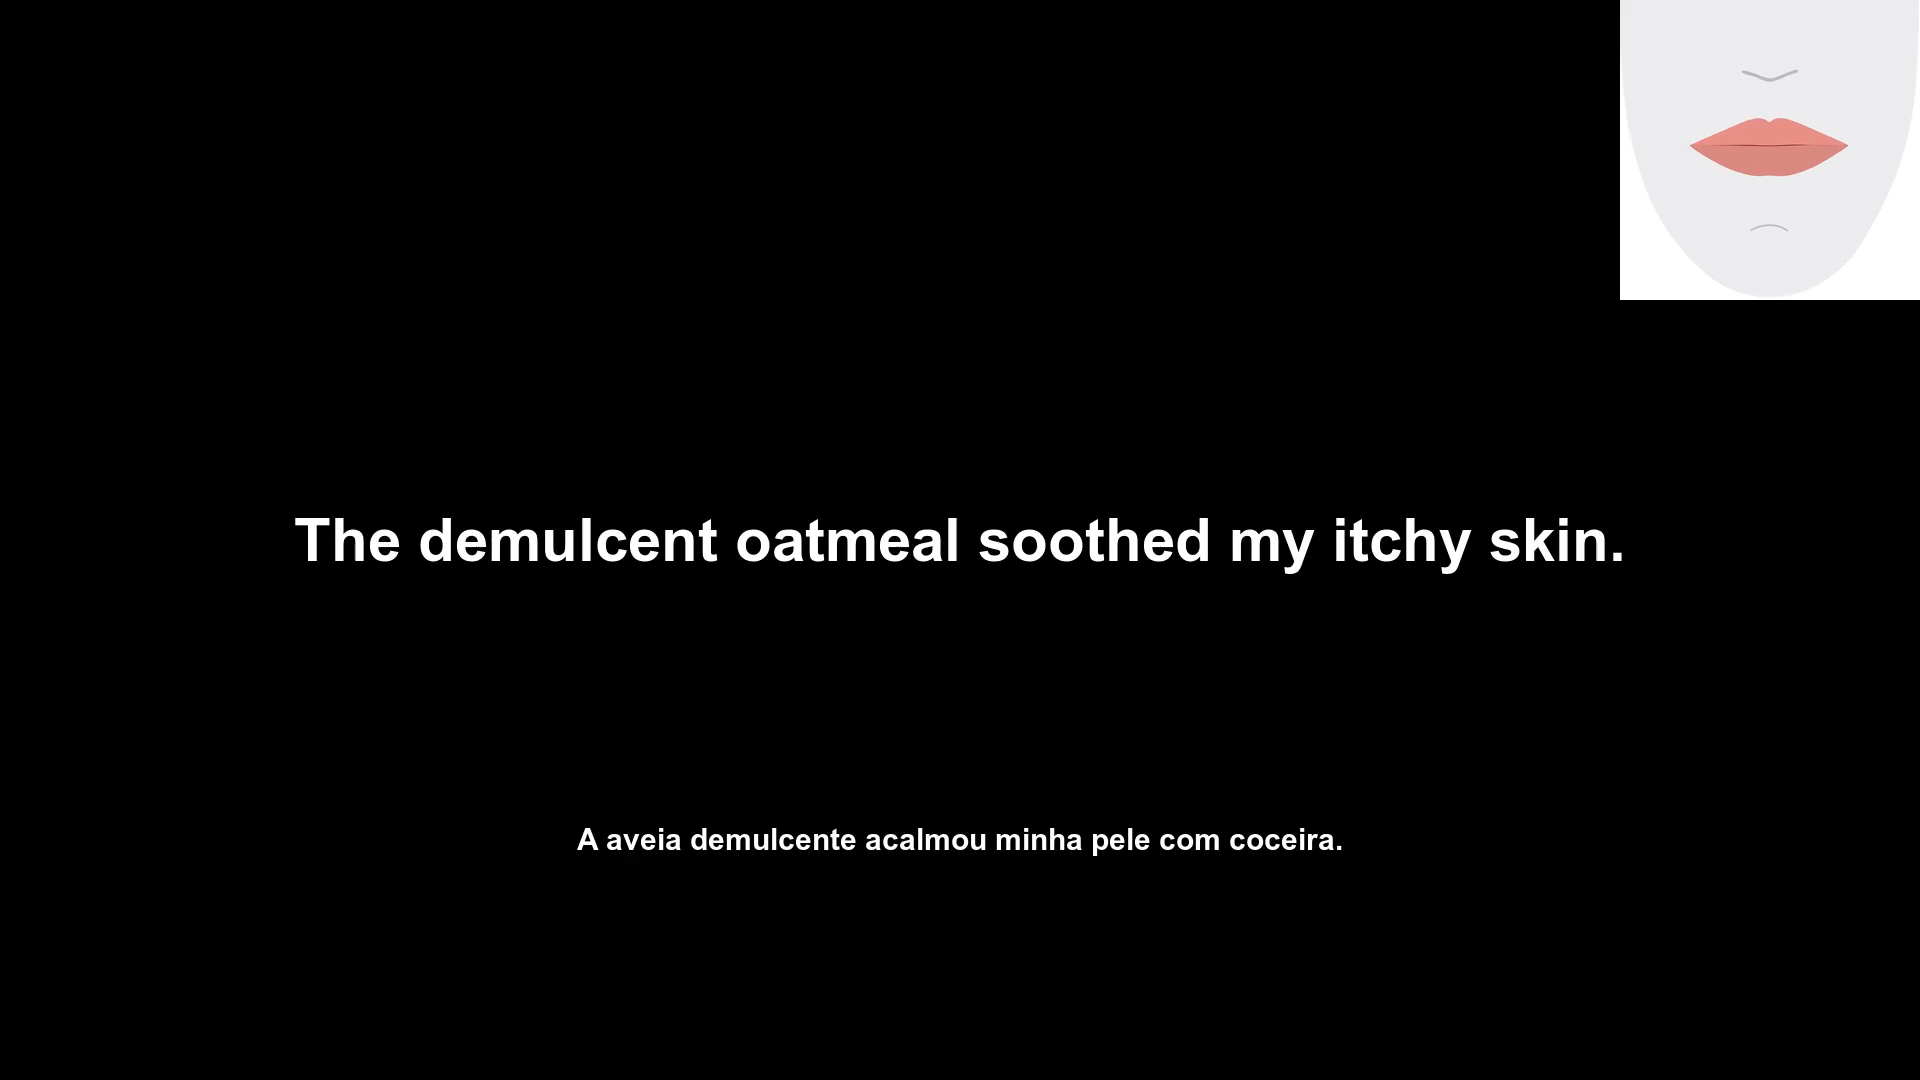 The demulcent oatmeal soothed my itchy skin.
A aveia demulcente acalmou minha pele com coceira.